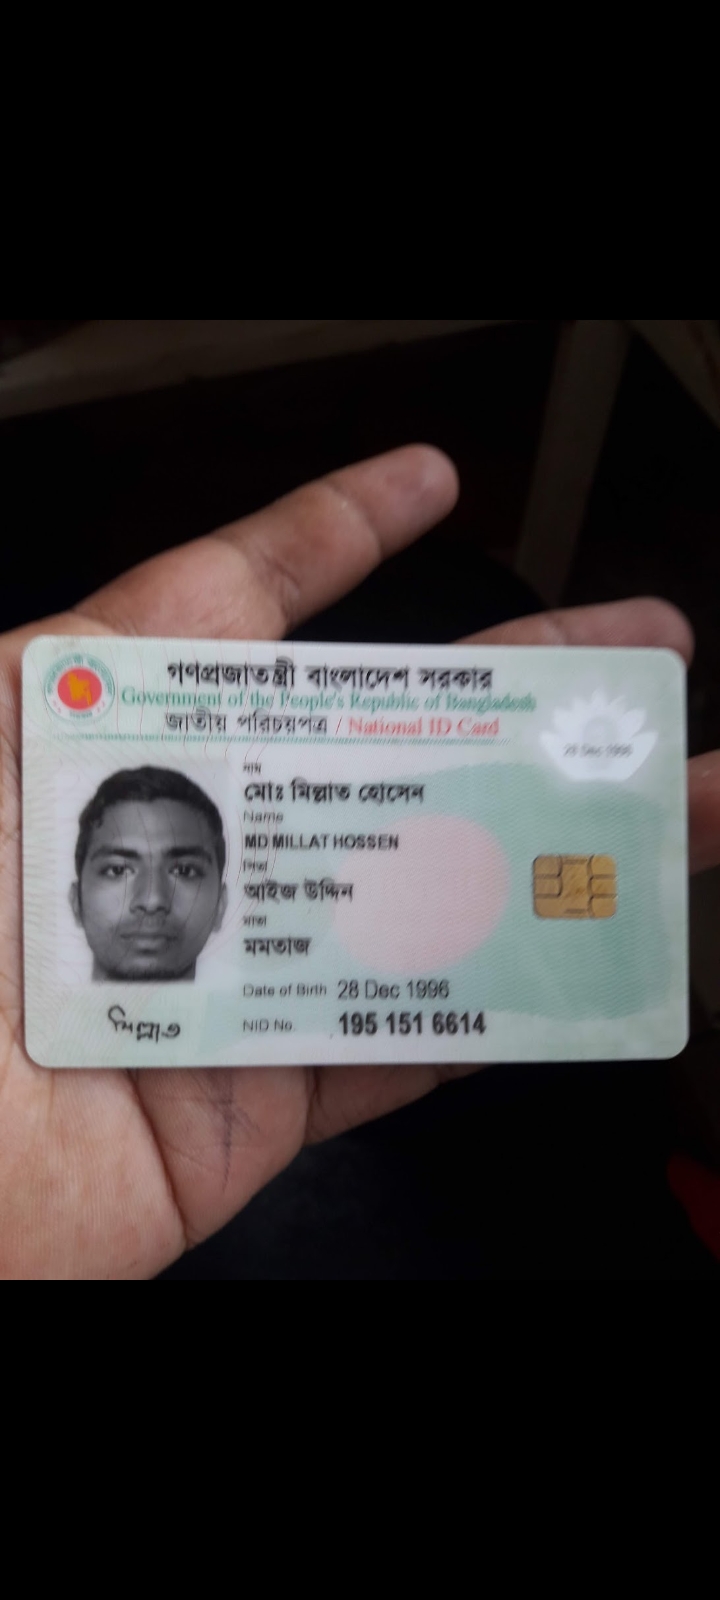 গণপ্রজাতন্ত্রী বাংলাদেশ সরকার
Government of the People's Republic of Bangladesh
জাতীয় পরিচয়পত্র / National ID Card
28 Dec 1996
নাম
মোঃ মিল্লাত হোসেন
Name
MD MILLAT HOSSEN
পিতা
আইজ উদ্দিন
মাতা
মমতাজ
Date of Birth 28 Dec 1996
মিল্লাত
NID No. 195 151 6614